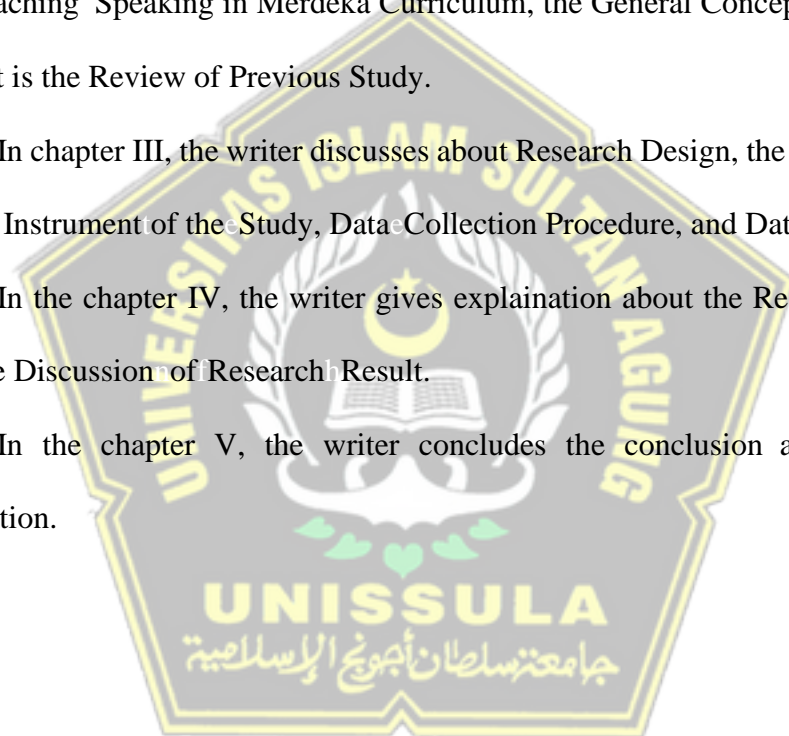 aching Speaking in Merdeka Curriculum, the General Concep
t is the Review of Previous Study.
In chapter III, the writer discusses about Research Design, the
Instrument of the Study, Data Collection Procedure, and Dat
In the chapter IV, the writer gives explaination about the Re
e Discussion of Research Result.
In the chapter V, the writer concludes the conclusion a
tion.
UNIVERSITAS ISLAM SULTAN AGUNG
UNISSULA
جامعة سلطان أجونج الإسلامية